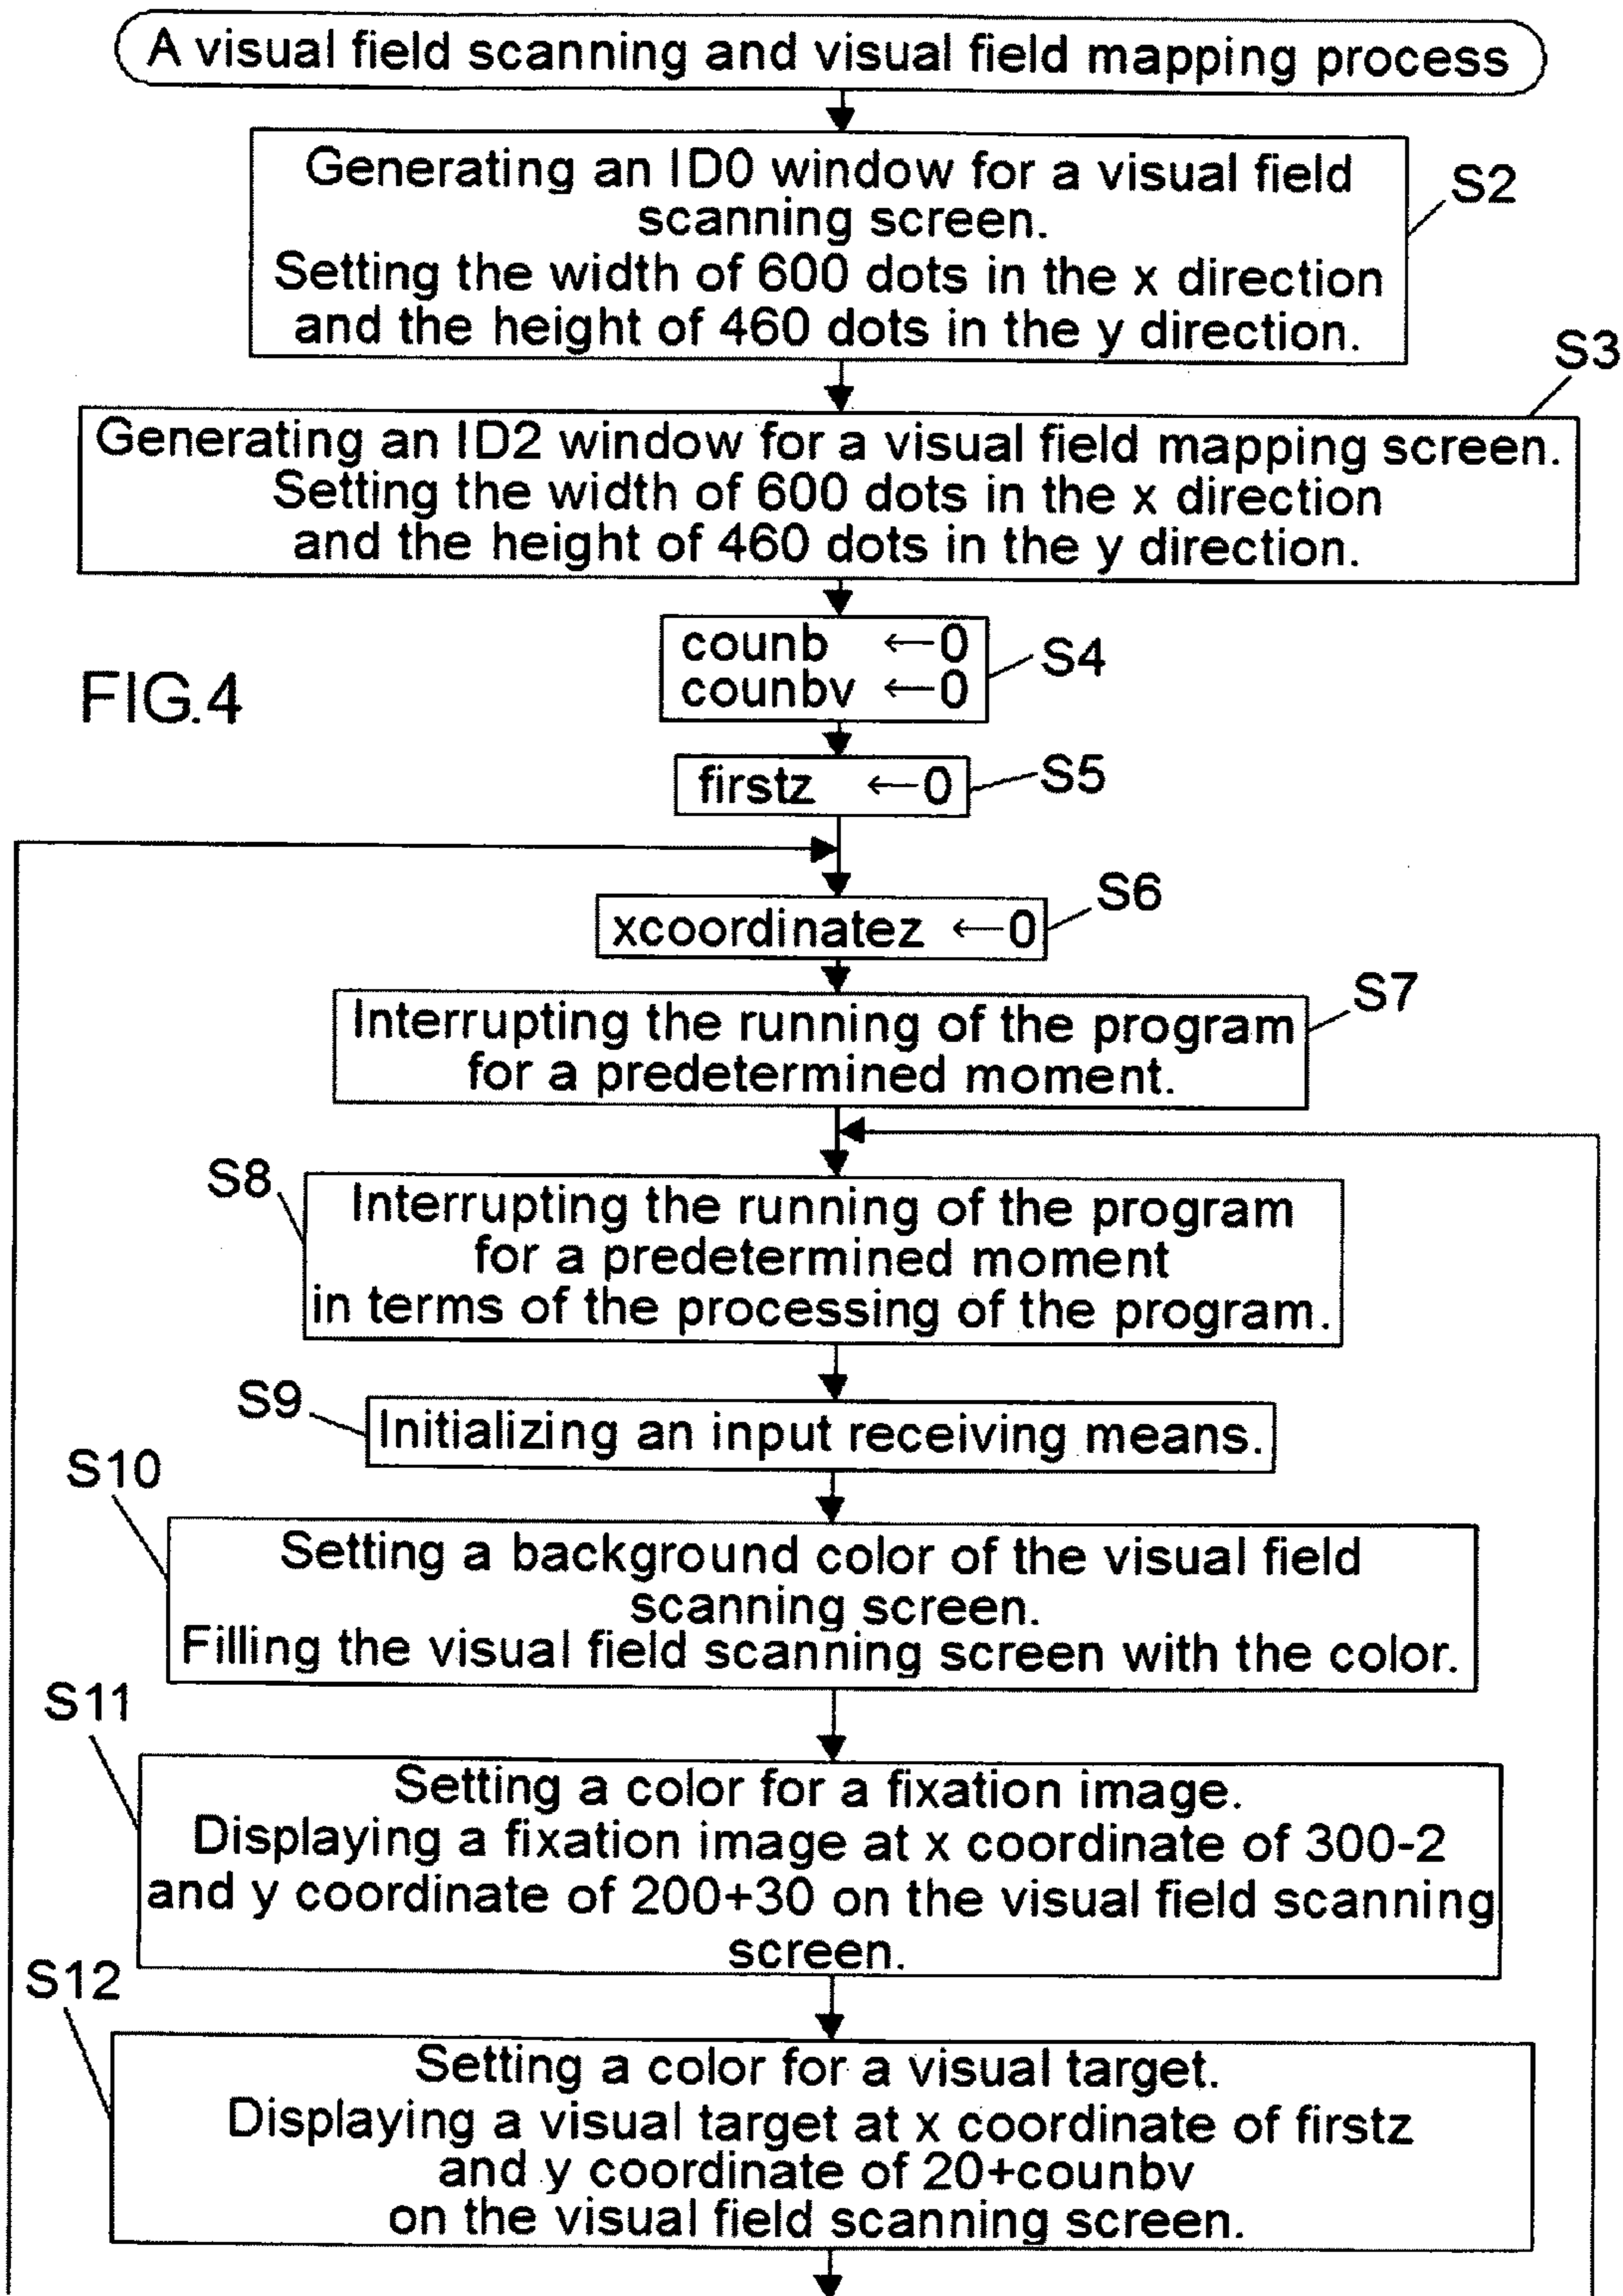 A visual field scanning and visual field mapping process
Generating an ID0 window for a visual field
scanning screen.
Setting the width of 600 dots in the x direction
and the height of 460 dots in the y direction.
S2
S3
Generating an ID2 window for a visual field mapping screen.
Setting the width of 600 dots in the x direction
and the height of 460 dots in the y direction.
counb ←0
counbv ←0
S4
FIG.4
firstz ←0
S5
xcoordinatez ←0
S6
Interrupting the running of the program
for a predetermined moment.
S7
S8
Interrupting the running of the program
for a predetermined moment
in terms of the processing of the program.
S9
Initializing an input receiving means.
S10
Setting a background color of the visual field
scanning screen.
Filling the visual field scanning screen with the color.
S11
Setting a color for a fixation image.
Displaying a fixation image at x coordinate of 300-2
and y coordinate of 200+30 on the visual field scanning
screen.
S12
Setting a color for a visual target.
Displaying a visual target at x coordinate of firstz
and y coordinate of 20+counbv
on the visual field scanning screen.